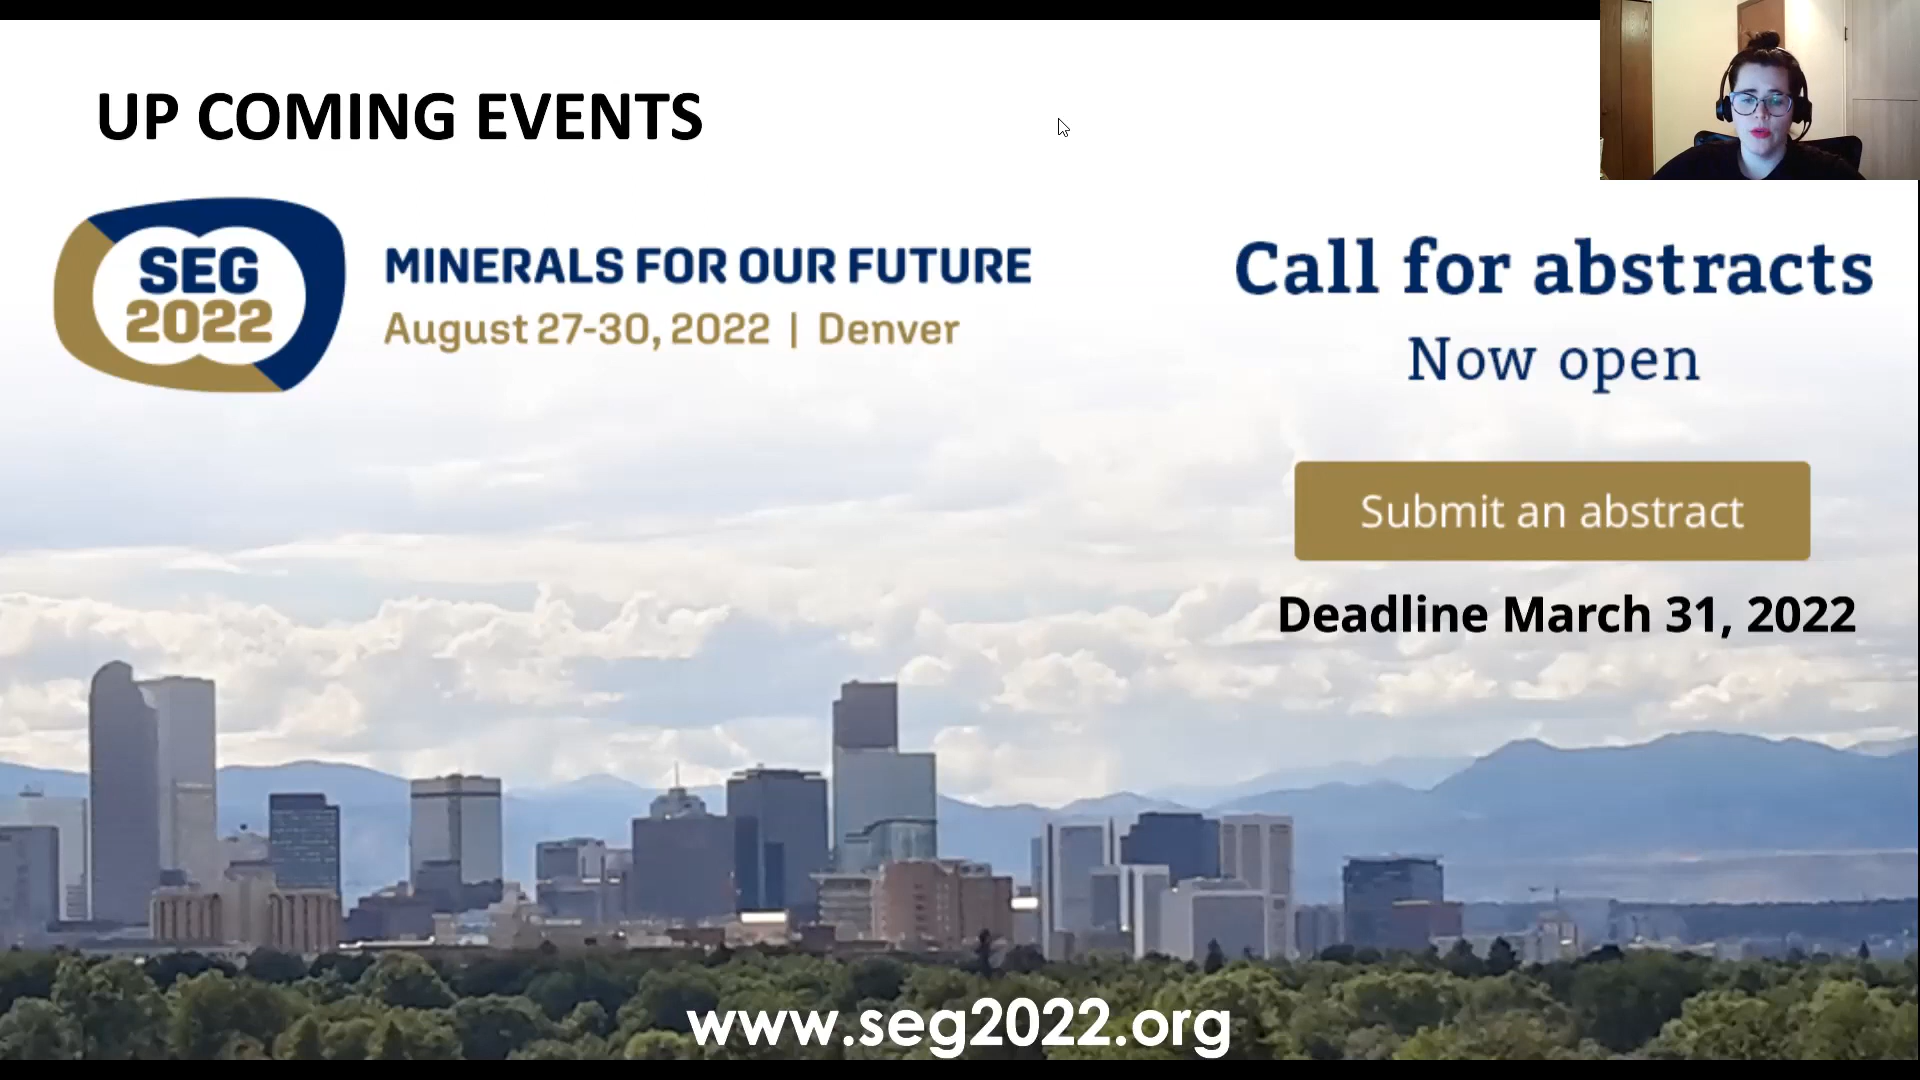 UP COMING EVENTS
SEG
2022
MINERALS FOR OUR FUTURE
August 27-30, 2022 | Denver
Call for abstracts
Now open
Submit an abstract
Deadline March 31, 2022
www.seg2022.org